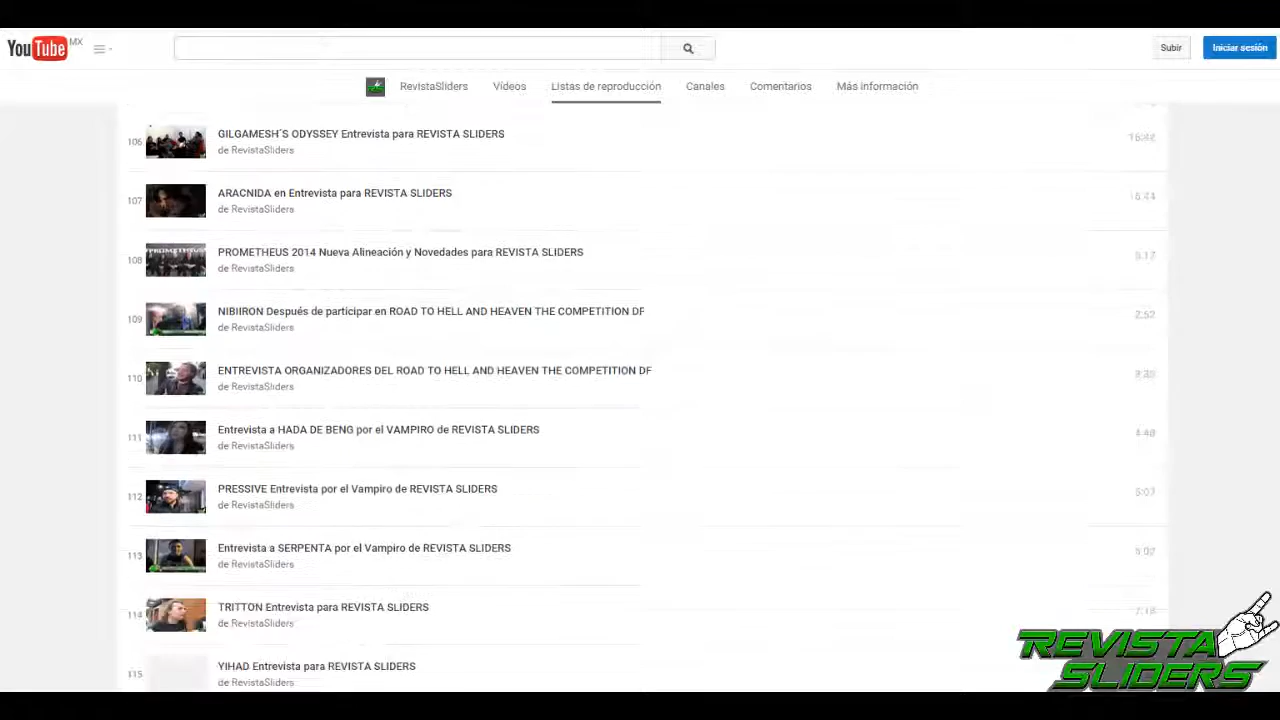 YouTube MX
Subir
Iniciar sesión
RevistaSliders Vídeos Listas de reproducción Canales Comentarios Más información
106 GILGAMESH´S ODYSSEY Entrevista para REVISTA SLIDERS
de RevistaSliders
107 ARACNIDA en Entrevista para REVISTA SLIDERS
de RevistaSliders
108 PROMETHEUS 2014 Nueva Alineación y Novedades para REVISTA SLIDERS
de RevistaSliders
109 NIBIIRON Después de participar en ROAD TO HELL AND HEAVEN THE COMPETITION DF 2:52
de RevistaSliders
110 ENTREVISTA ORGANIZADORES DEL ROAD TO HELL AND HEAVEN THE COMPETITION DF
de RevistaSliders
111 Entrevista a HADA DE BENG por el VAMPIRO de REVISTA SLIDERS
de RevistaSliders
112 PRESSIVE Entrevista por el Vampiro de REVISTA SLIDERS 5:07
de RevistaSliders
113 Entrevista a SERPENTA por el Vampiro de REVISTA SLIDERS
de RevistaSliders
114 TRITTON Entrevista para REVISTA SLIDERS
de RevistaSliders
115 YIHAD Entrevista para REVISTA SLIDERS
de RevistaSliders
REVISTA
SLIDERS